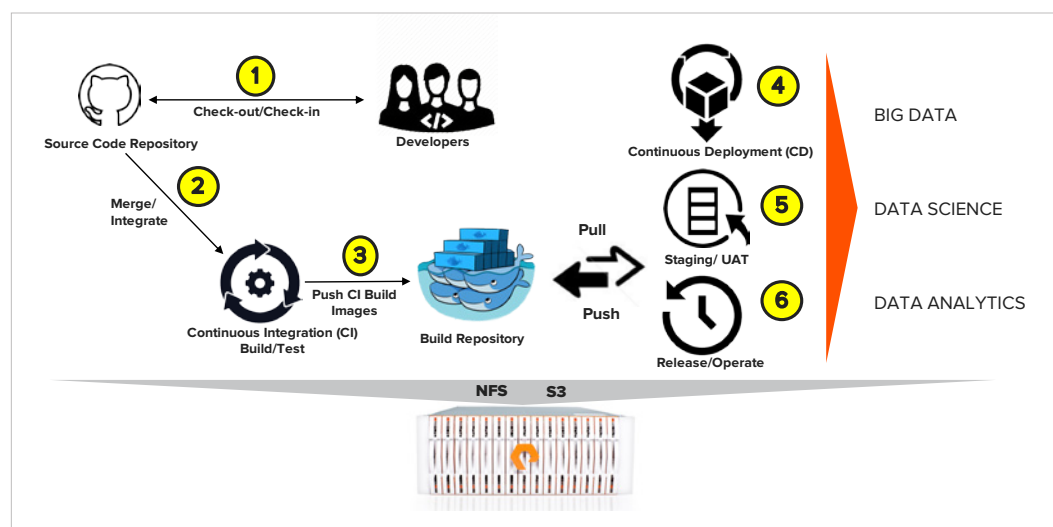 1
Check-out/Check-in
Source Code Repository
</>
Developers
2
Merge/
Integrate
3
Push CI Build
Images
Continuous Integration (CI)
Build/Test
Build Repository
Pull
Push
4
Continuous Deployment (CD)
5
Staging/ UAT
6
Release/Operate
BIG DATA
DATA SCIENCE
DATA ANALYTICS
NFS
S3